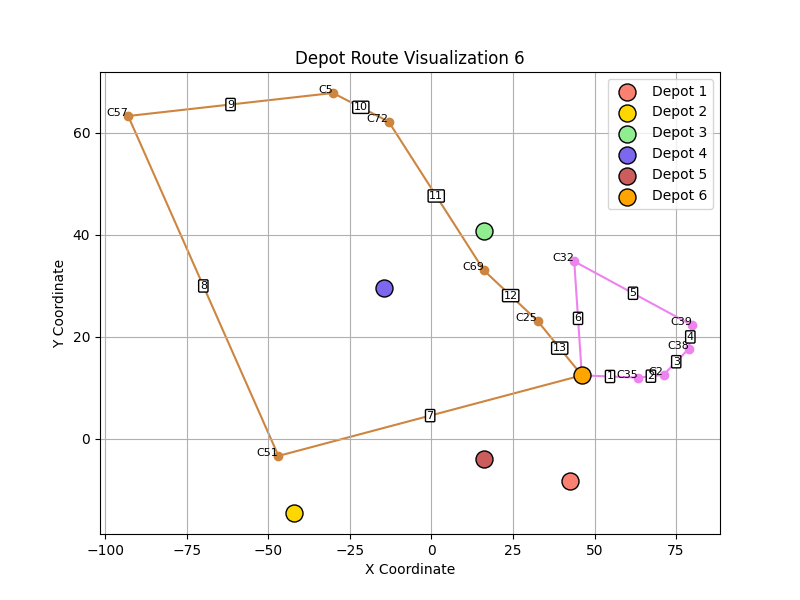 Depot Route Visualization 6
Depot 1
Depot 2
Depot 3
Depot 4
Depot 5
Depot 6
C57
9
C5
10
C72
11
C69
12
C25
13
C32
5
6
C39
4
C38
3
C2
2
C35
1
8
7
C51
60
40
20
0
Y Coordinate
−100
−75
−50
−25
0
25
50
75
X Coordinate